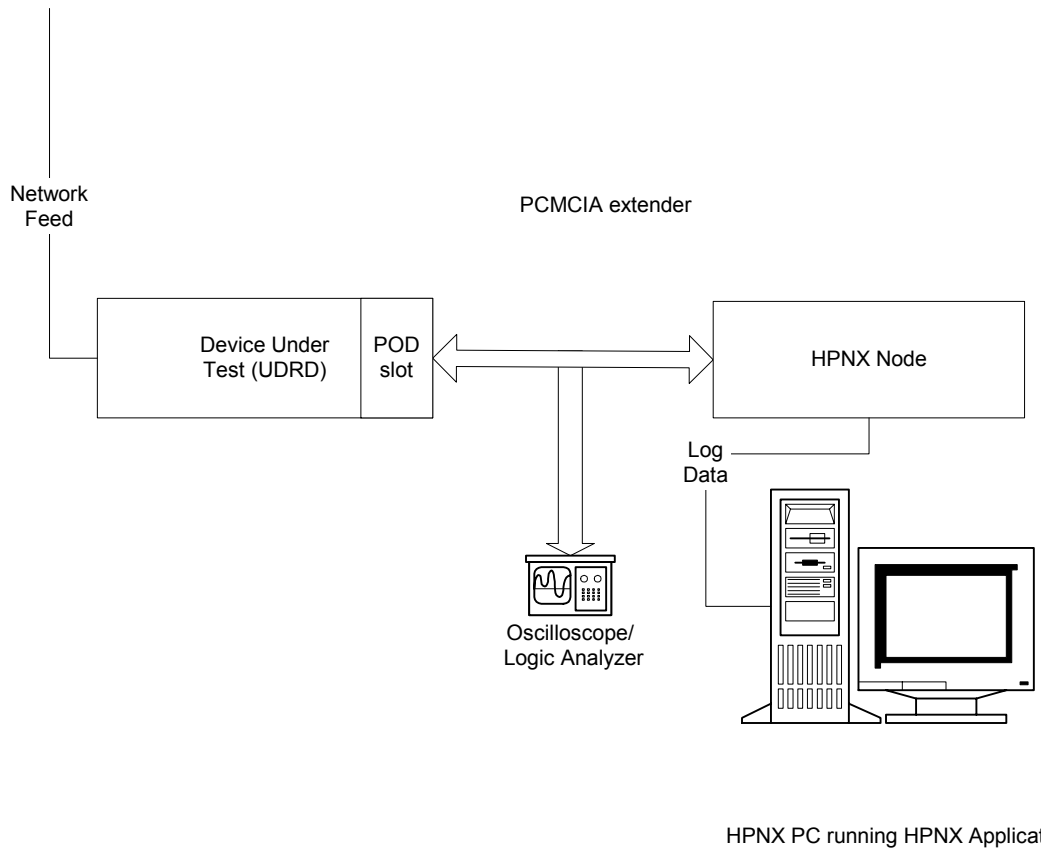 Network
Feed
PCMCIA extender
Device Under
Test (UDRD)
POD
slot
HPNX Node
Log
Data
Oscilloscope/
Logic Analyzer
HPNX PC running HPNX Applicat